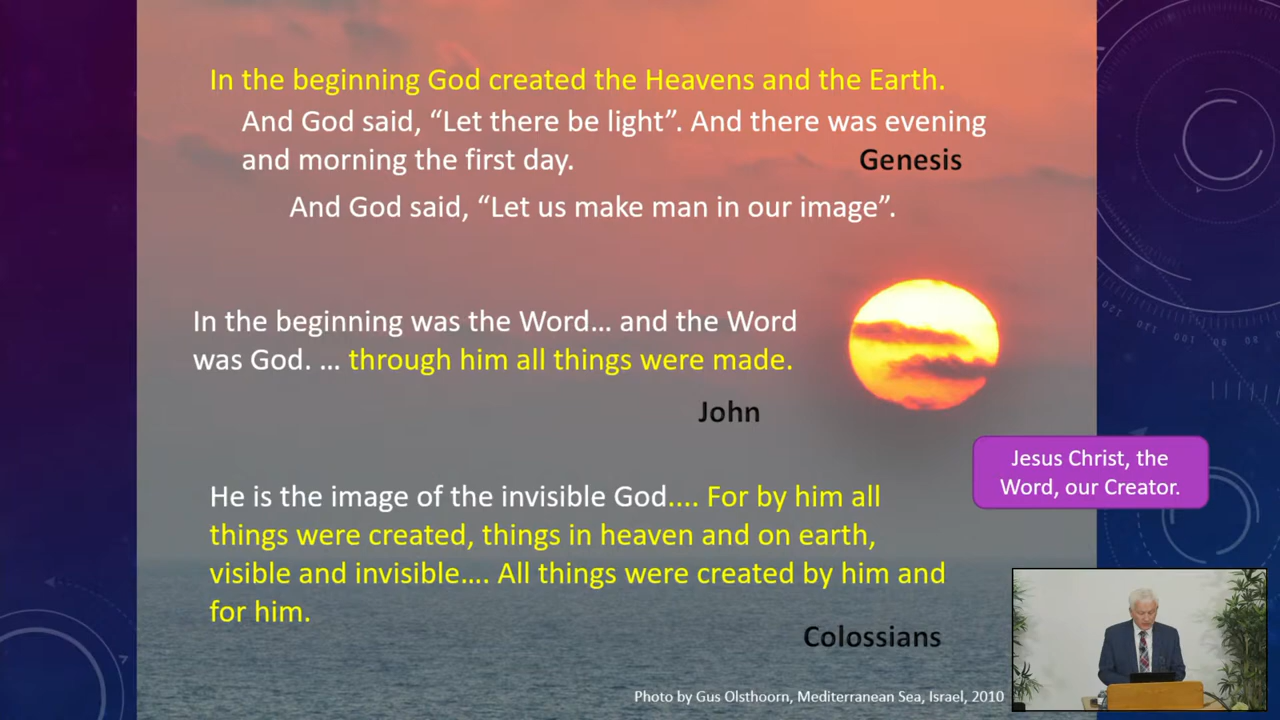 In the beginning God created the Heavens and the Earth.
And God said, “Let there be light”. And there was evening
and morning the first day.
Genesis
And God said, “Let us make man in our image”.
In the beginning was the Word… and the Word
was God. … through him all things were made.
John
Jesus Christ, the
Word, our Creator.
He is the image of the invisible God.... For by him all
things were created, things in heaven and on earth,
visible and invisible…. All things were created by him and
for him.
Colossians
Photo by Gus Olsthoorn, Mediterranean Sea, Israel, 2010